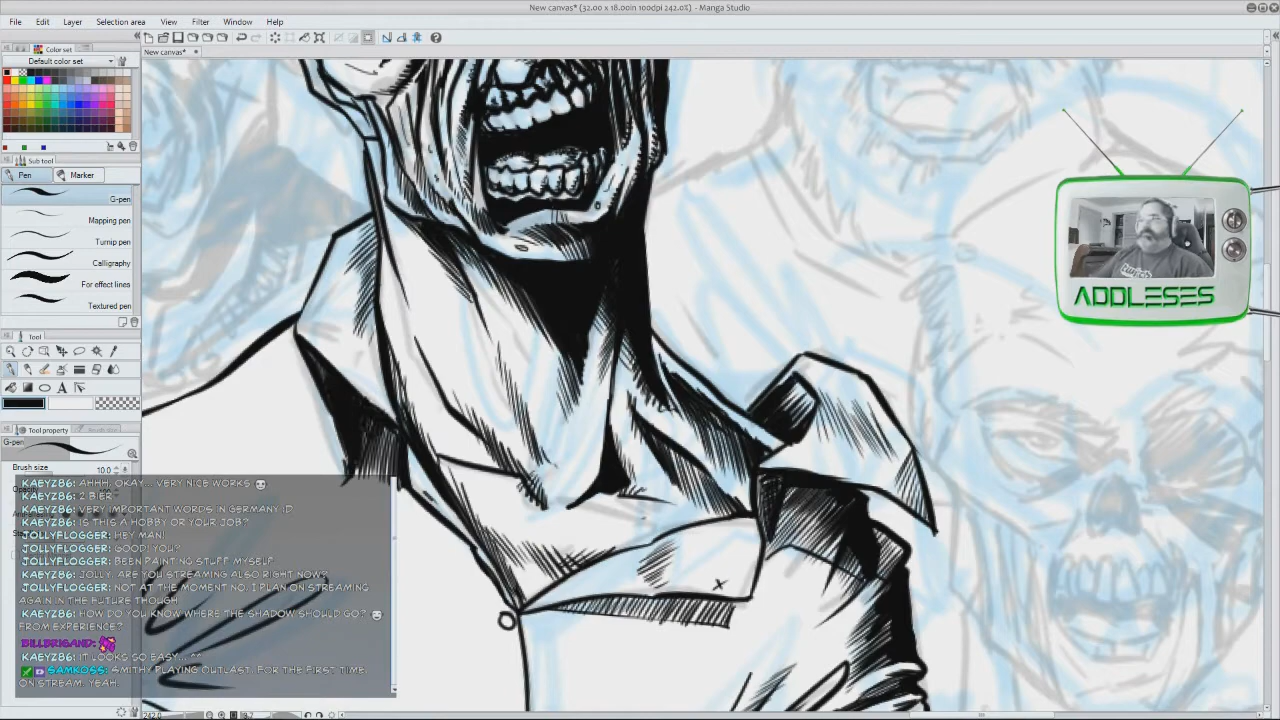 New canvas* (32.00 x 18.00in 100dpi 242.0%) - Manga Studio
File Edit Layer Selection area View Filter Window Help
New canvas*
Color set
Default color set
Sub tool
Pen Marker
G-pen
Mapping pen
Turnip pen
Calligraphy
For effect lines
Textured pen
Tool
Tool property
G-pen
Brush size 10.0
KAEYZ86: AHHH, OKAY....VERY NICE WORKS
KAEYZ86: 2 BIER
KAEYZ86: VERY IMPORTANT WORDS IN GERMANY :D
KAEYZ86: IS THIS A HOBBY OR YOUR JOB?
JOLLYFLOGGER: HEY MAN!
JOLLYFLOGGER: GOOD! YOU?
JOLLYFLOGGER: BEEN PAINTING STUFF MYSELF
KAEYZ86: JOLLY, ARE YOU STREAMING ALSO RIGHT NOW?
JOLLYFLOGGER: NOT AT THE MOMENT NO, I PLAN ON STREAMING
AGAIN IN THE FUTURE THOUGH
KAEYZ86: HOW DO YOU KNOW WHERE THE SHADOW SHOULD GO?
FROM EXPERIENCE?
BILLBRIGAND:
KAEYZ86: IT LOOKS SO EASY... ^^
SAMKOSS: SMITHY PLAYING OUTLAST. FOR THE FIRST TIME
ON STREAM. YEAH.
242.0
ADDLESES
twitch